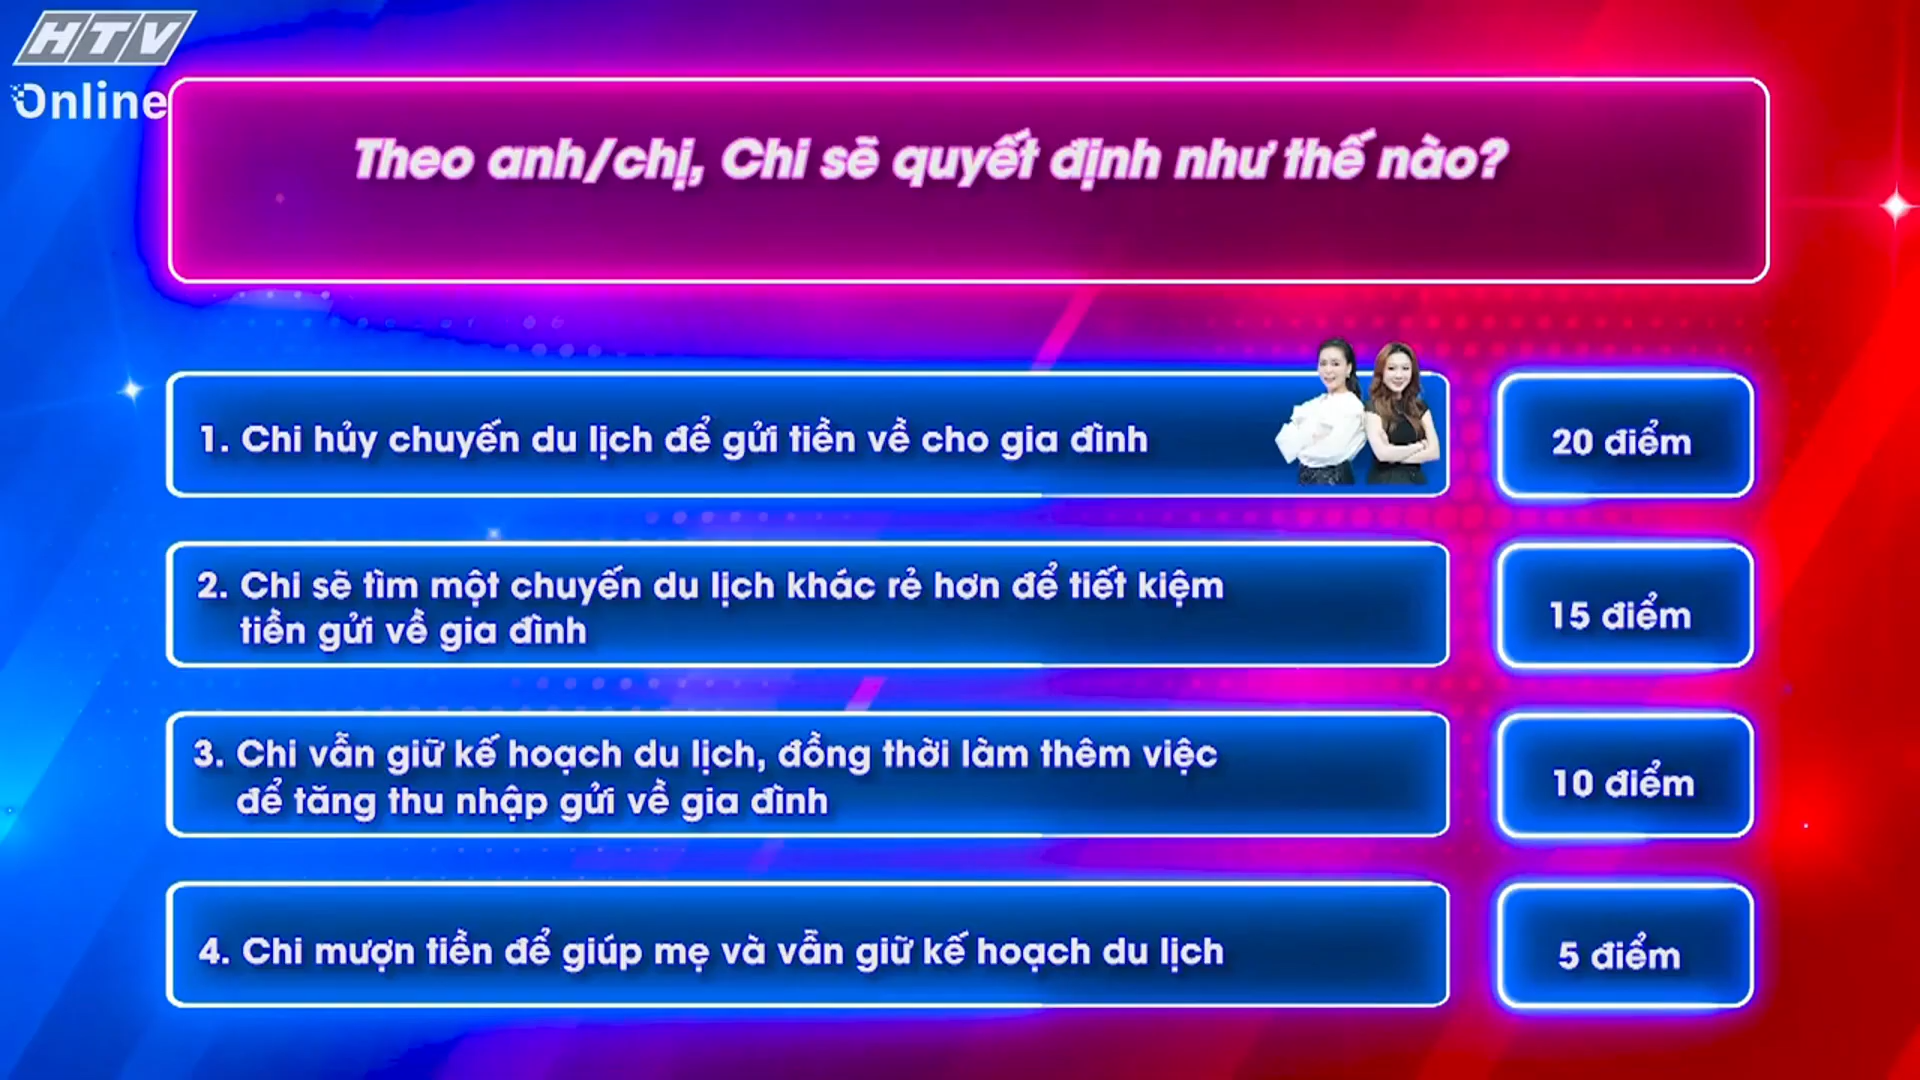 HTV
Online
Theo anh/chị, Chi sẽ quyết định như thế nào?
1. Chi hủy chuyến du lịch để gửi tiền về cho gia đình
20 điểm
2. Chi sẽ tìm một chuyến du lịch khác rẻ hơn để tiết kiệm
tiền gửi về gia đình
15 điểm
3. Chi vẫn giữ kế hoạch du lịch, đồng thời làm thêm việc
để tăng thu nhập gửi về gia đình
10 điểm
4. Chi mượn tiền để giúp mẹ và vẫn giữ kế hoạch du lịch
5 điểm